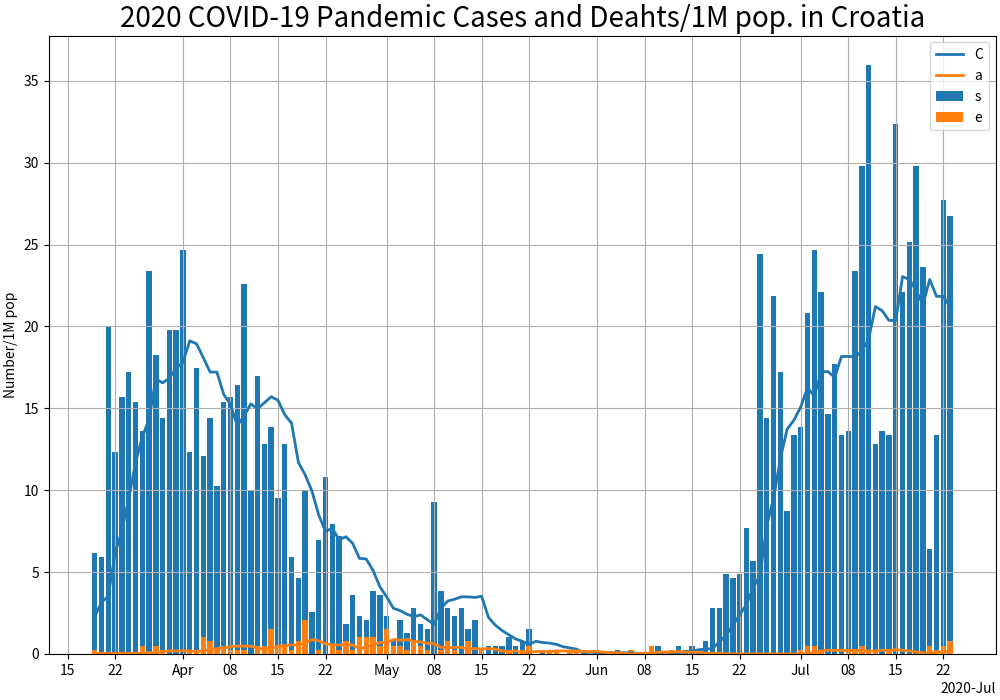 2020 COVID-19 Pandemic Cases and Deahts/1M pop. in Croatia
C
a
s
e
Number/1M pop
35
30
25
20
15
10
5
0
15 22 Apr 08 15 22 May 08 15 22 Jun 08 15 22 Jul 08 15 22
2020-Jul